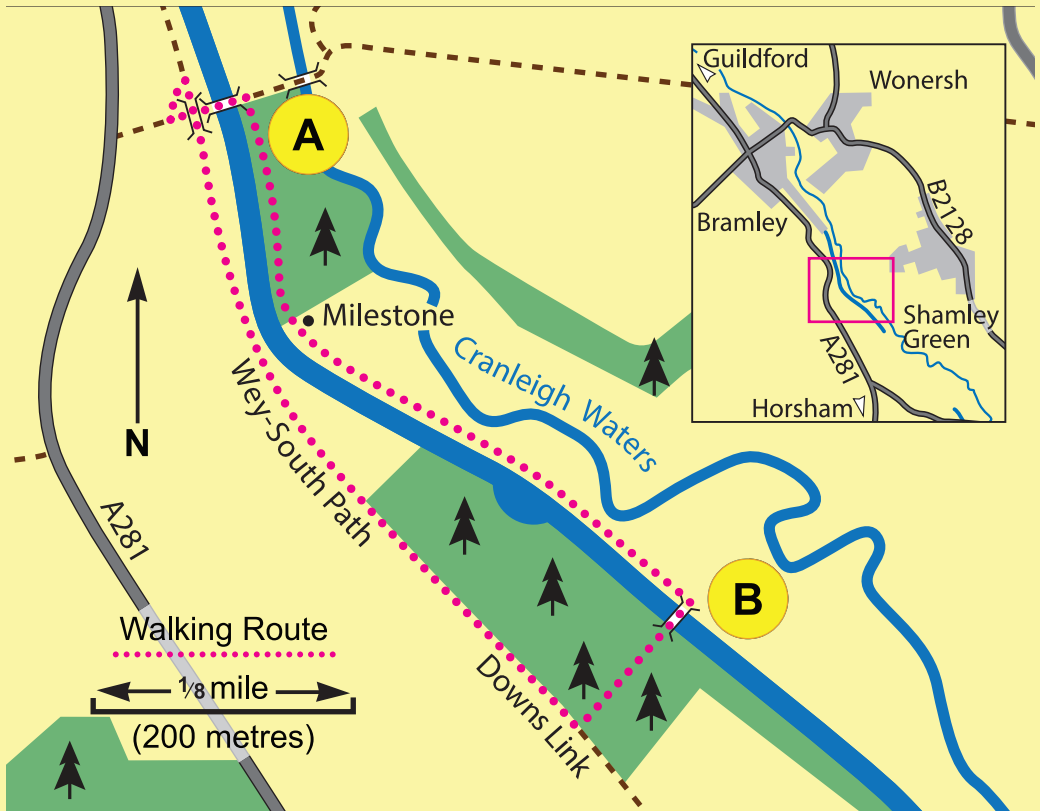 A
Milestone
Cranleigh Waters
Wey-South Path
N
A281
B
Walking Route
1/8 mile
(200 metres)
Downs Link
Guildford
Wonersh
B2128
Bramley
Shamley
Green
A281
Horsham